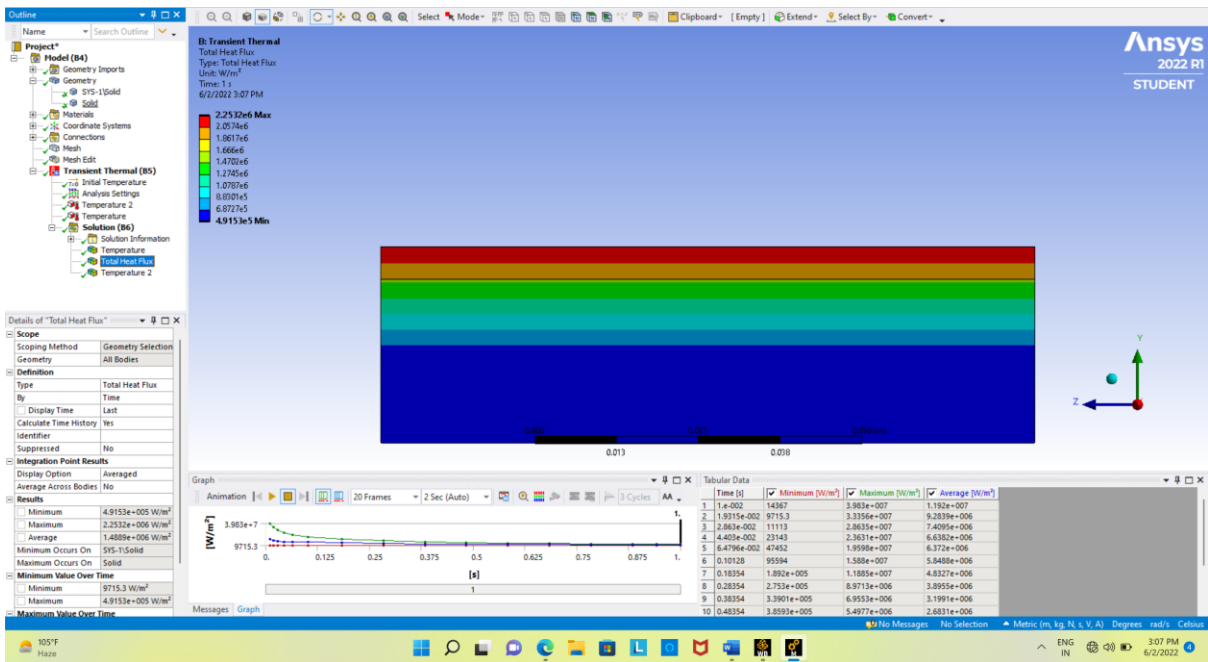 Outline
Name
Search Outline
Project*
Model (B4)
Geometry Imports
Geometry
SYS-1\Solid
Solid
Materials
Coordinate Systems
Connections
Mesh
Mesh Edit
Transient Thermal (B5)
Initial Temperature
Analysis Settings
Temperature 2
Temperature
Solution (B6)
Solution Information
Temperature
Total Heat Flux
Temperature 2
Details of "Total Heat Flux"
Scope
Scoping Method Geometry Selection
Geometry All Bodies
Definition
Type Total Heat Flux
By Time
Display Time Last
Calculate Time History Yes
Identifier
Suppressed No
Integration Point Results
Display Option Averaged
Average Across Bodies No
Results
Minimum 4.9153e+005 W/m²
Maximum 2.2532e+006 W/m²
Average 1.4889e+006 W/m²
Minimum Occurs On SYS-1\Solid
Maximum Occurs On Solid
Minimum Value Over Time
Minimum 9715.3 W/m²
Maximum 4.9153e+005 W/m²
Maximum Value Over Time
Select Mode Clipboard [Empty] Extend Select By Convert
B: Transient Thermal
Total Heat Flux
Type: Total Heat Flux
Unit: W/m²
Time: 1 s
6/2/2022 3:07 PM
2.2532e6 Max
2.0574e6
1.8617e6
1.666e6
1.4702e6
1.2745e6
1.0787e6
8.8301e5
6.8727e5
4.9153e5 Min
Ansys
2022 R1
STUDENT
Y
Z
0.013 0.038
Graph
Animation 20 Frames 2 Sec (Auto) 3 Cycles AA
[W/m²]
3.983e+7
9715.3
1.
0. 0.125 0.25 0.375 0.5 0.625 0.75 0.875 1.
[s]
1
Messages Graph
Tabular Data
Time [s] Minimum [W/m²] Maximum [W/m²] Average [W/m²]
1 1.e-002 14367 3.983e+007 1.192e+007
2 1.9315e-002 9715.3 3.3356e+007 9.2839e+006
3 2.863e-002 11113 2.8635e+007 7.4095e+006
4 4.403e-002 23143 2.3631e+007 6.6382e+006
5 6.4796e-002 47452 1.9598e+007 6.372e+006
6 0.10128 95594 1.588e+007 5.8488e+006
7 0.18354 1.892e+005 1.1885e+007 4.8327e+006
8 0.28354 2.753e+005 8.9713e+006 3.8955e+006
9 0.38354 3.3901e+005 6.9553e+006 3.1991e+006
10 0.48354 3.8593e+005 5.4977e+006 2.6831e+006
No Messages No Selection Metric (m, kg, N, s, V, A) Degrees rad/s Celsius
105°F
Haze
ENG
IN
3:07 PM
6/2/2022
4